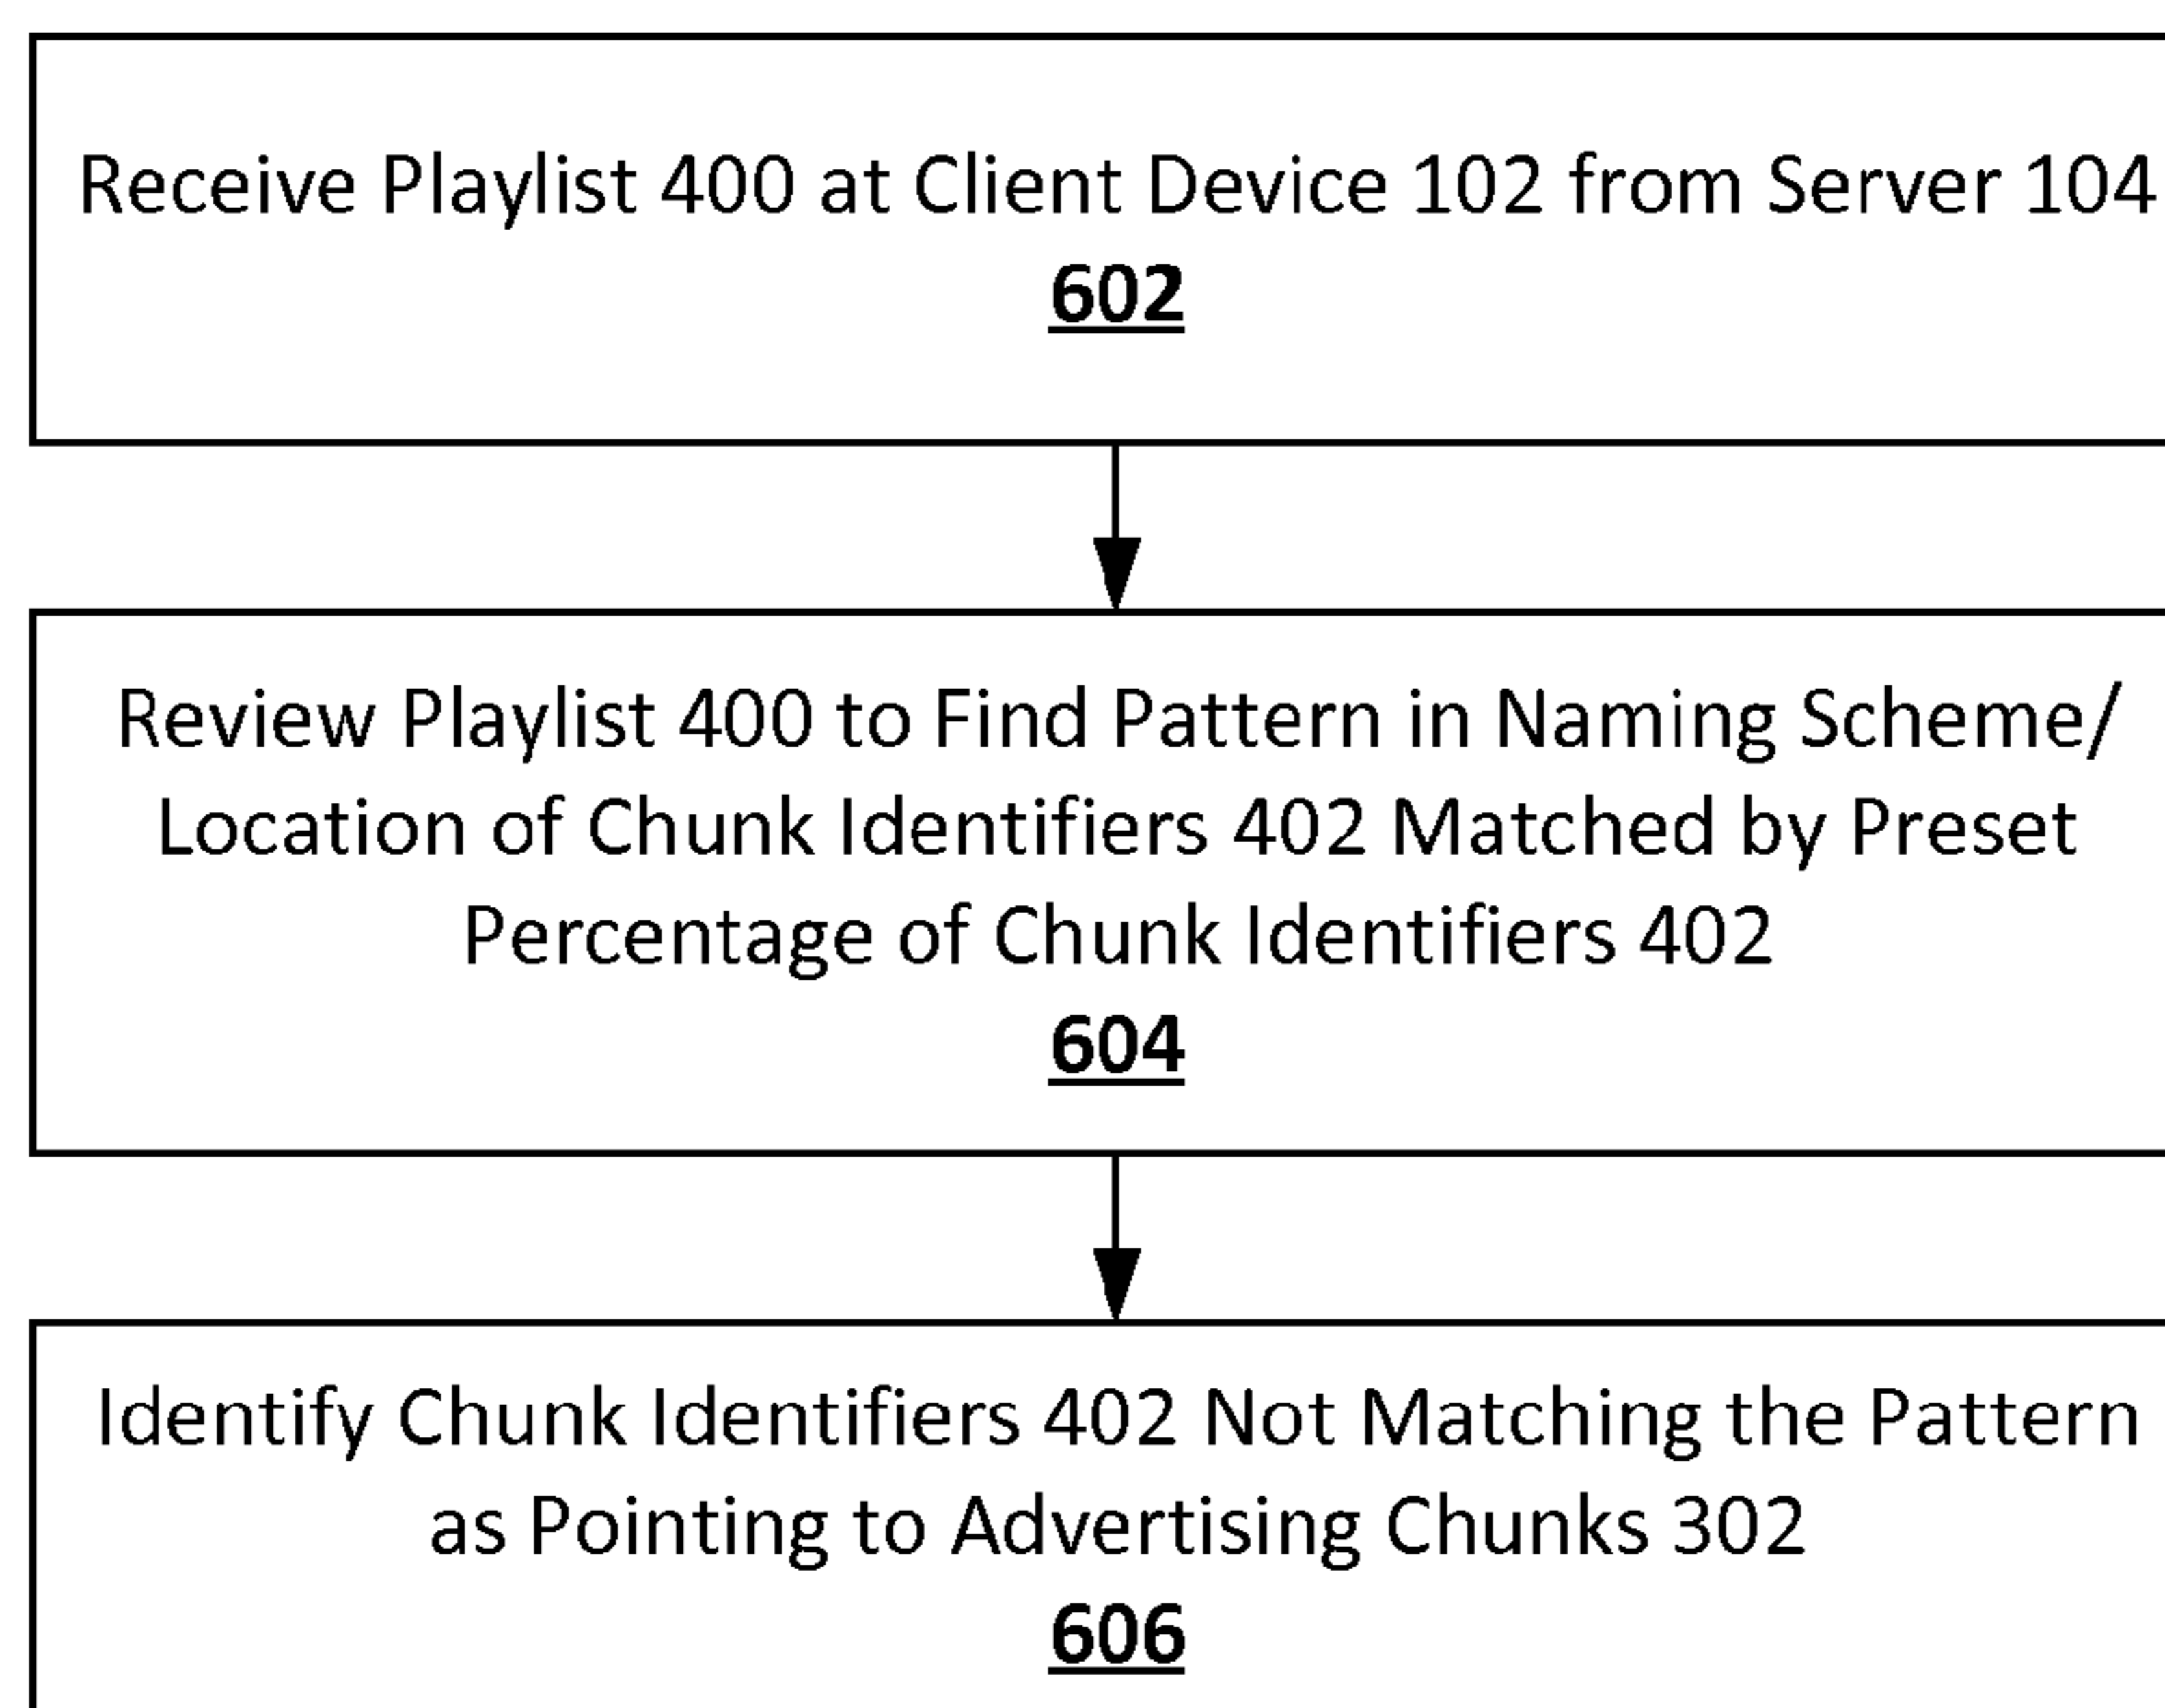 Receive Playlist 400 at Client Device 102 from Server 104
602
Review Playlist 400 to Find Pattern in Naming Scheme/
Location of Chunk Identifiers 402 Matched by Preset
Percentage of Chunk Identifiers 402
604
Identify Chunk Identifiers 402 Not Matching the Pattern
as Pointing to Advertising Chunks 302
606